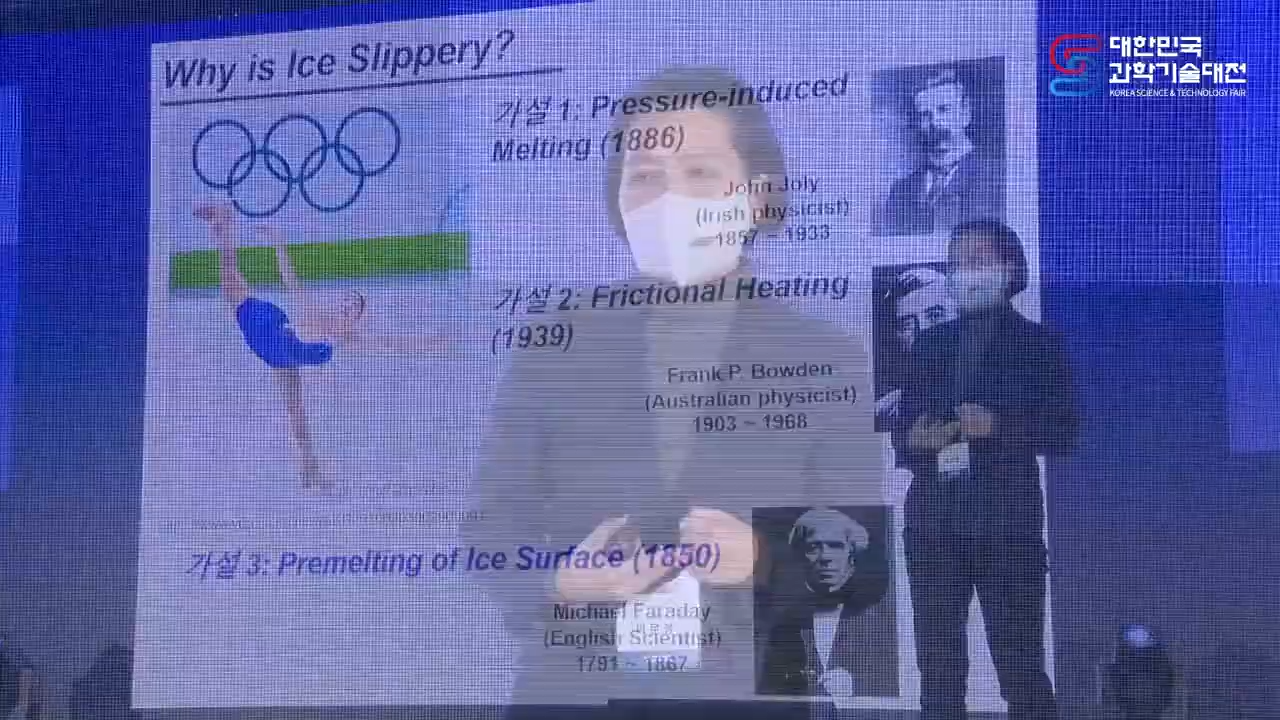 Why is Ice Slippery?
가설 1: Pressure-induced
Melting (1886)
John Joly
(Irish physicist)
1857 ~ 1933
가설 2: Frictional Heating
(1939)
Frank P. Bowden
(Australian physicist)
1903 ~ 1968
가설 3: Premelting of Ice Surface (1850)
Michael Faraday
(English Scientist)
1791 ~ 1867
대한민국
과학기술대전
KOREA SCIENCE & TECHNOLOGY FAIR